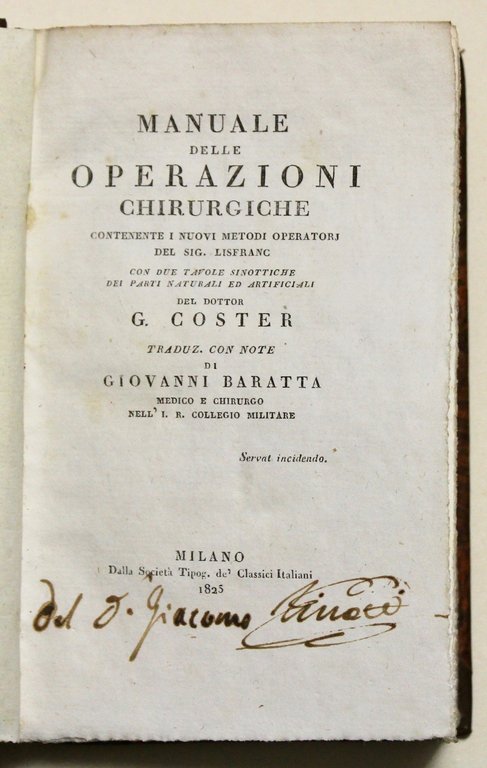 MANUALE
DELLE
OPERAZIONI
CHIRURGICHE
CONTENENTE I NUOVI METODI OPERATORJ
DEL SIG. LISFRANC
CON DUE TAVOLE SINOTTICHE
DEI PARTI NATURALI ED ARTIFICIALI
DEL DOTTOR
G. COSTER
TRADUZ. CON NOTE
DI
GIOVANNI BARATTA
MEDICO E CHIRURGO
NELL' I. R. COLLEGIO MILITARE
Servat incidendo.
MILANO
Dalla Società Tipog. de' Classici Italiani
1825
Del D. Giacomo